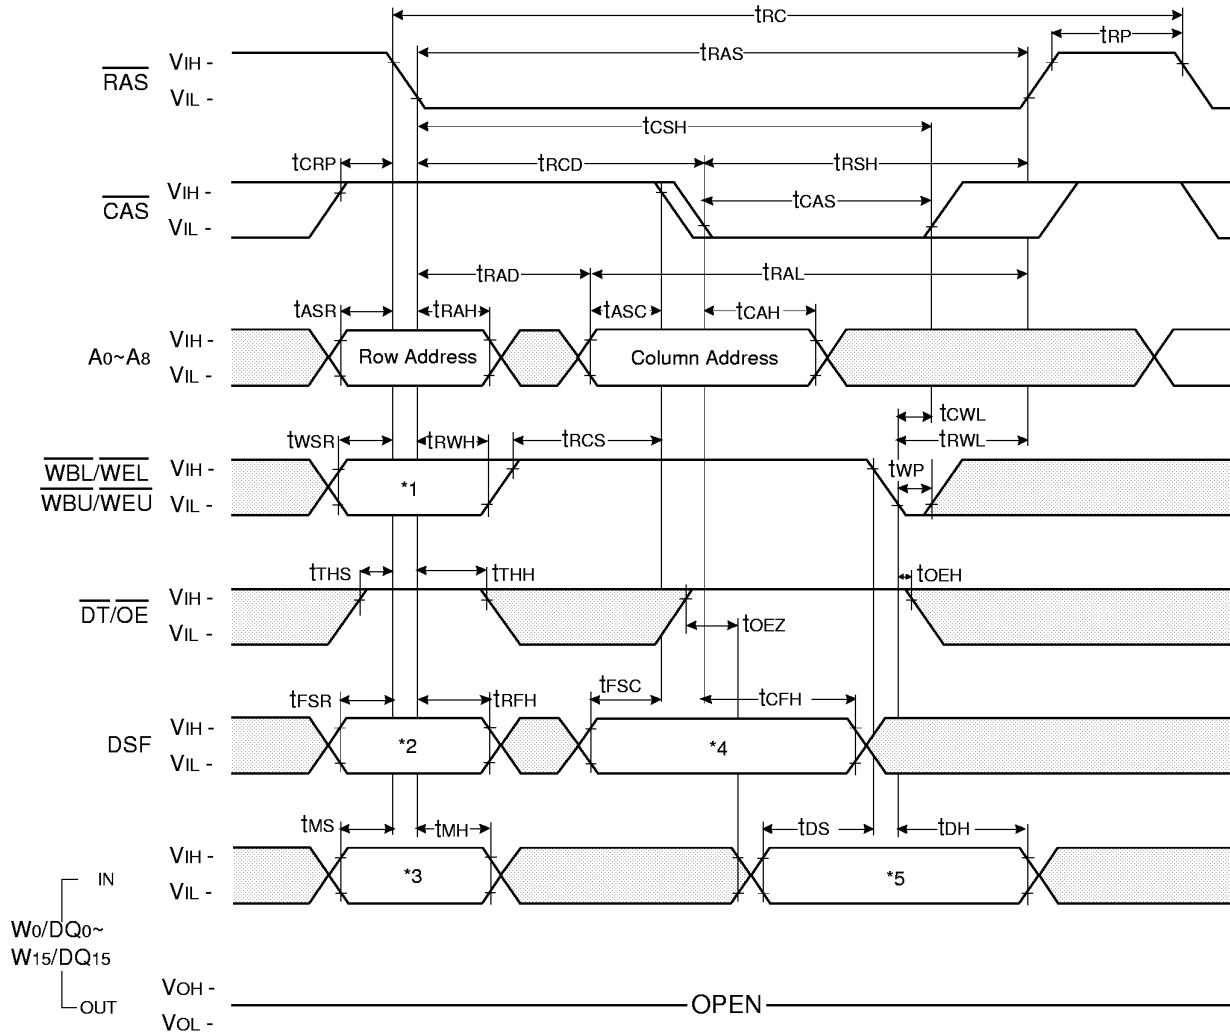 tRC
tRP
tRAS
RAS
VIH -
VIL -
tCSH
tCRP
tRCD
tRSH
CAS
VIH -
VIL -
tCAS
tRAD
tRAL
tASR
tRAH
tASC
tCAH
A0~A8
VIH -
VIL -
Row Address
Column Address
tCWL
tWSR
tRWH
tRCS
tRWL
WBL/WEL
WBU/WEU
VIH -
VIL -
*1
tWP
tTHS
tTHH
tOEH
DT/OE
VIH -
VIL -
tOEZ
tFSR
tRFH
tFSC
tCFH
DSF
VIH -
VIL -
*2
*4
tMS
tMH
tDS
tDH
VIH -
VIL -
*3
*5
IN
W0/DQ0~
W15/DQ15
OUT
VOH -
VOL -
OPEN